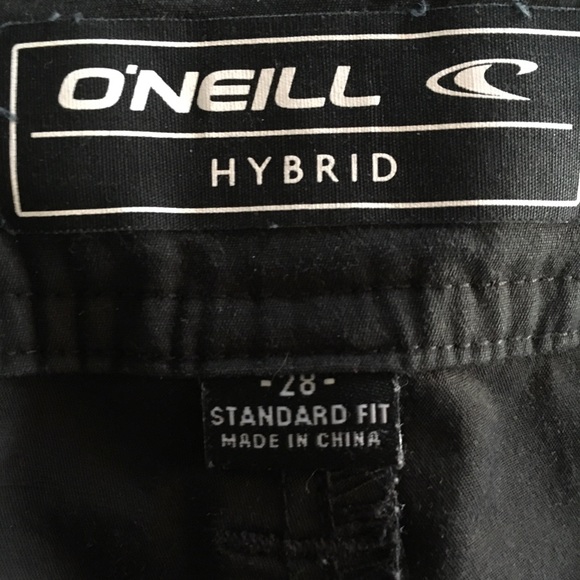 O'NEILL
HYBRID
-28-
STANDARD FIT
MADE IN CHINA